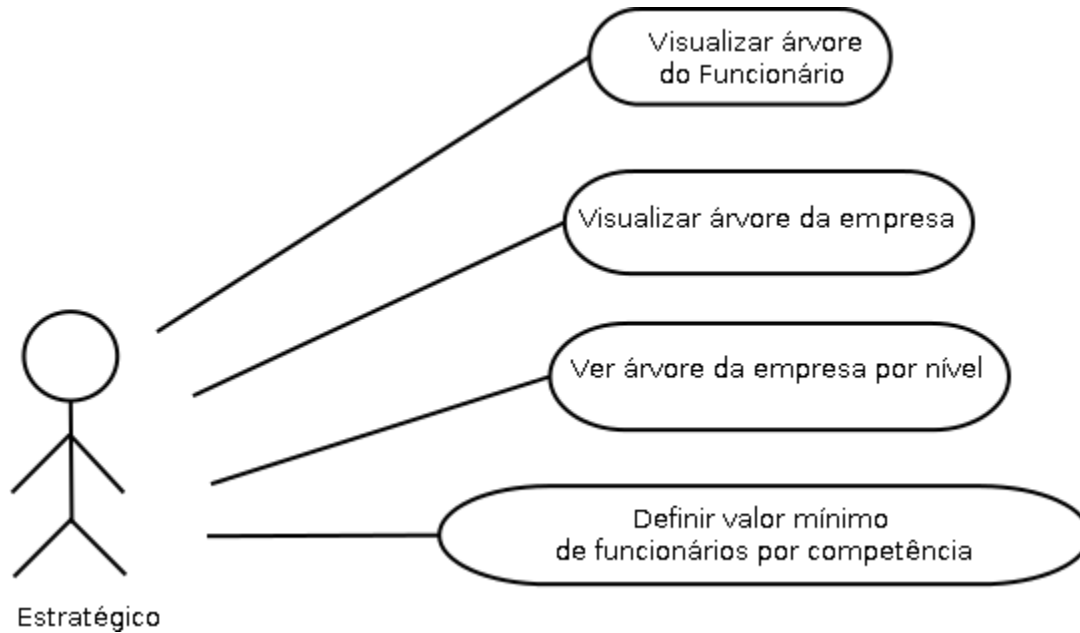 Visualizar árvore
do Funcionário
Visualizar árvore da empresa
Ver árvore da empresa por nível
Definir valor mínimo
de funcionários por competência
Estratégico